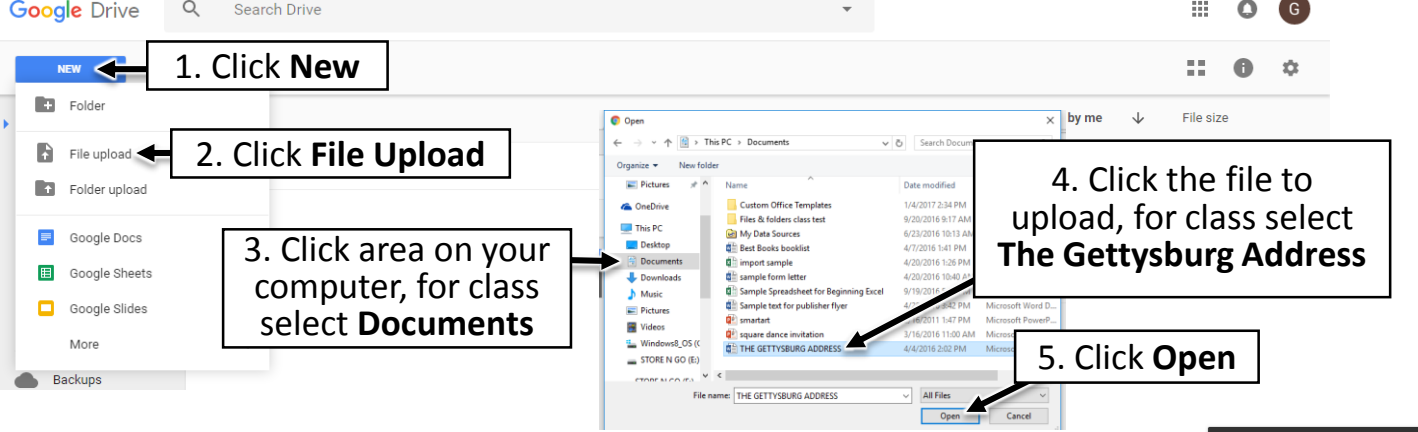 Google Drive
Search Drive
G
NEW
1. Click New
Folder
File upload
2. Click File Upload
Folder upload
Google Docs
Google Sheets
Google Slides
More
Backups
3. Click area on your
computer, for class
select Documents
by me
File size
Open
This PC > Documents
Search Docum
Organize
New folder
Name
Date modified
Pictures
OneDrive
This PC
Desktop
Documents
Downloads
Music
Pictures
Videos
Windows8_OS (C
STORE N GO (E:)
Custom Office Templates 1/4/2017 2:34 PM
Files & folders class test 9/20/2016 9:17 AM
My Data Sources 6/23/2016 10:13 AM
Best Books booklist 4/7/2016 1:41 PM
import sample 4/20/2016 1:26 PM
sample form letter 4/20/2016 10:40 A
Sample Spreadsheet for Beginning Excel 9/19/2016
Sample text for publisher flyer Microsoft Word D...
smartart 2011 1:47 PM Microsoft PowerP...
square dance invitation 3/16/2016 11:00 AM Micros
THE GETTYSBURG ADDRESS 4/4/2016 2:02 PM Micros
File name: THE GETTYSBURG ADDRESS
All Files
Open
Cancel
4. Click the file to
upload, for class select
The Gettysburg Address
5. Click Open